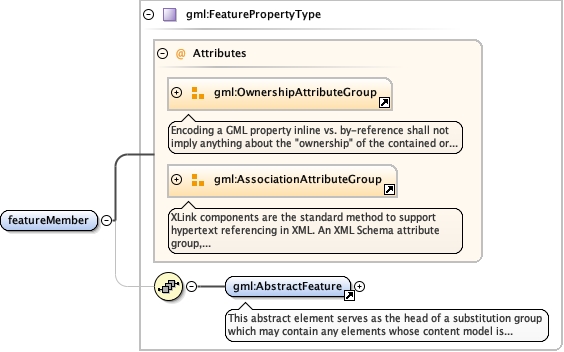 gml:FeaturePropertyType
@ Attributes
gml:OwnershipAttributeGroup
Encoding a GML property inline vs. by-reference shall not
imply anything about the "ownership" of the contained or...
gml:AssociationAttributeGroup
XLink components are the standard method to support
hypertext referencing in XML. An XML Schema attribute
group,...
featureMember
gml:AbstractFeature
This abstract element serves as the head of a substitution group
which may contain any elements whose content model is...